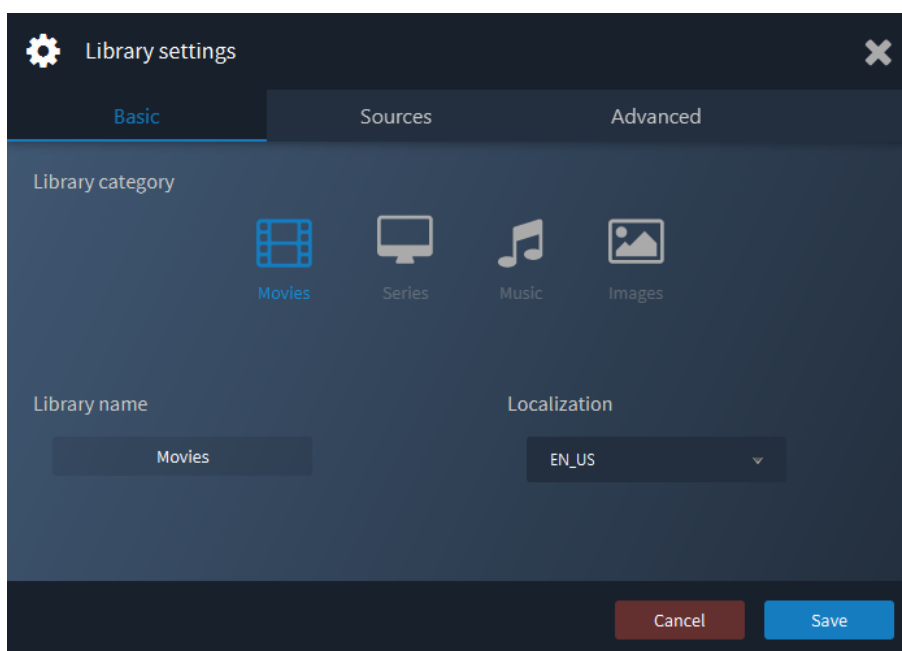 Library settings
Basic Sources Advanced
Library category
Movies Series Music Images
Library name Localization
Movies EN_US
Cancel Save